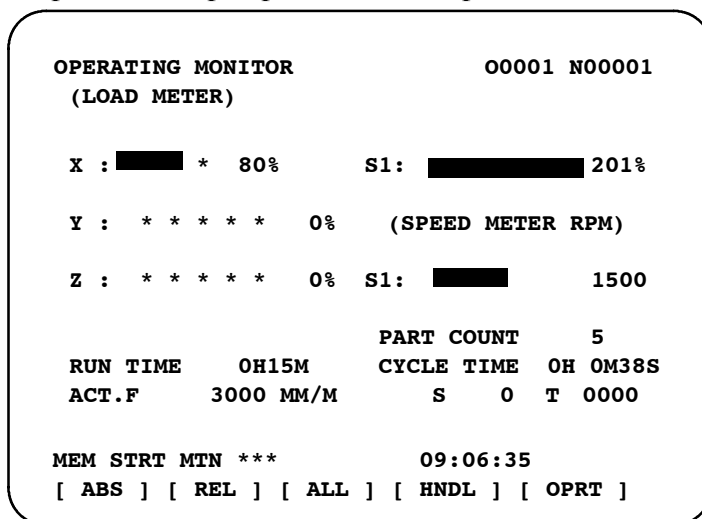 OPERATING MONITOR O0001 N00001
(LOAD METER)
X : * 80% S1: 201%
Y : * * * * * 0% (SPEED METER RPM)
Z : * * * * * 0% S1: 1500
PART COUNT 5
RUN TIME 0H15M CYCLE TIME 0H 0M38S
ACT.F 3000 MM/M S 0 T 0000
MEM STRT MTN *** 09:06:35
[ ABS ] [ REL ] [ ALL ] [ HNDL ] [ OPRT ]